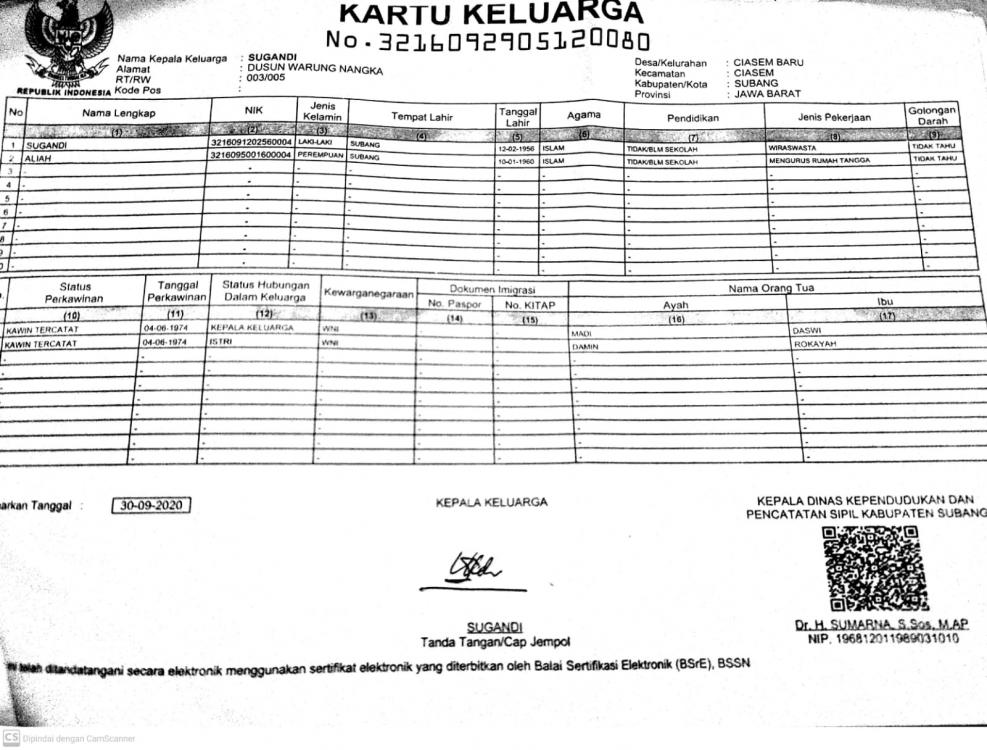 KARTU KELUARGA
No. 3216092905120080
REPUBLIK INDONESIA
Nama Kepala Keluarga : SUGANDI
Alamat : DUSUN WARUNG NANGKA
RT/RW : 003/005
Kode Pos :
Desa/Kelurahan : CIASEM BARU
Kecamatan : CIASEM
Kabupaten/Kota : SUBANG
Provinsi : JAWA BARAT
No Nama Lengkap NIK Jenis Kelamin Tempat Lahir Tanggal Lahir Agama Pendidikan Jenis Pekerjaan Golongan Darah
(1) (2) (3) (4) (5) (6) (7) (8) (9)
1 SUGANDI 3216091202560004 LAKI-LAKI SUBANG 12-02-1956 ISLAM TIDAK/BLM SEKOLAH WIRASWASTA TIDAK TAHU
2 ALIAH 3216095001600004 PEREMPUAN SUBANG 10-01-1960 ISLAM TIDAK/BLM SEKOLAH MENGURUS RUMAH TANGGA TIDAK TAHU
3 - - - - - - - - -
4 - - - - - - - - -
5 - - - - - - - - -
6 - - - - - - - - -
7 - - - - - - - - -
8 - - - - - - - - -
- - - - - - - - -
- - - - - - - - -
Status Perkawinan Tanggal Perkawinan Status Hubungan Dalam Keluarga Kewarganegaraan Dokumen Imigrasi Nama Orang Tua
No. Paspor No. KITAP Ayah Ibu
(10) (11) (12) (13) (14) (15) (16) (17)
KAWIN TERCATAT 04-06-1974 KEPALA KELUARGA WNI - - MADI DASWI
KAWIN TERCATAT 04-06-1974 ISTRI WNI - - DAMIN ROKAYAH
- - - - - - - -
- - - - - - - -
- - - - - - - -
- - - - - - - -
- - - - - - - -
- - - - - - - -
- - - - - - - -
- - - - - - - -
arkan Tanggal : 30-09-2020
KEPALA KELUARGA
SUGANDI
Tanda Tangan/Cap Jempol
KEPALA DINAS KEPENDUDUKAN DAN
PENCATATAN SIPIL KABUPATEN SUBANG
Dr. H. SUMARNA, S.Sos, M.AP
NIP. 196812011989031010
ini telah ditandatangani secara elektronik menggunakan sertifikat elektronik yang diterbitkan oleh Balai Sertifikasi Elektronik (BSrE), BSSN
CS Dipindai dengan CamScanner